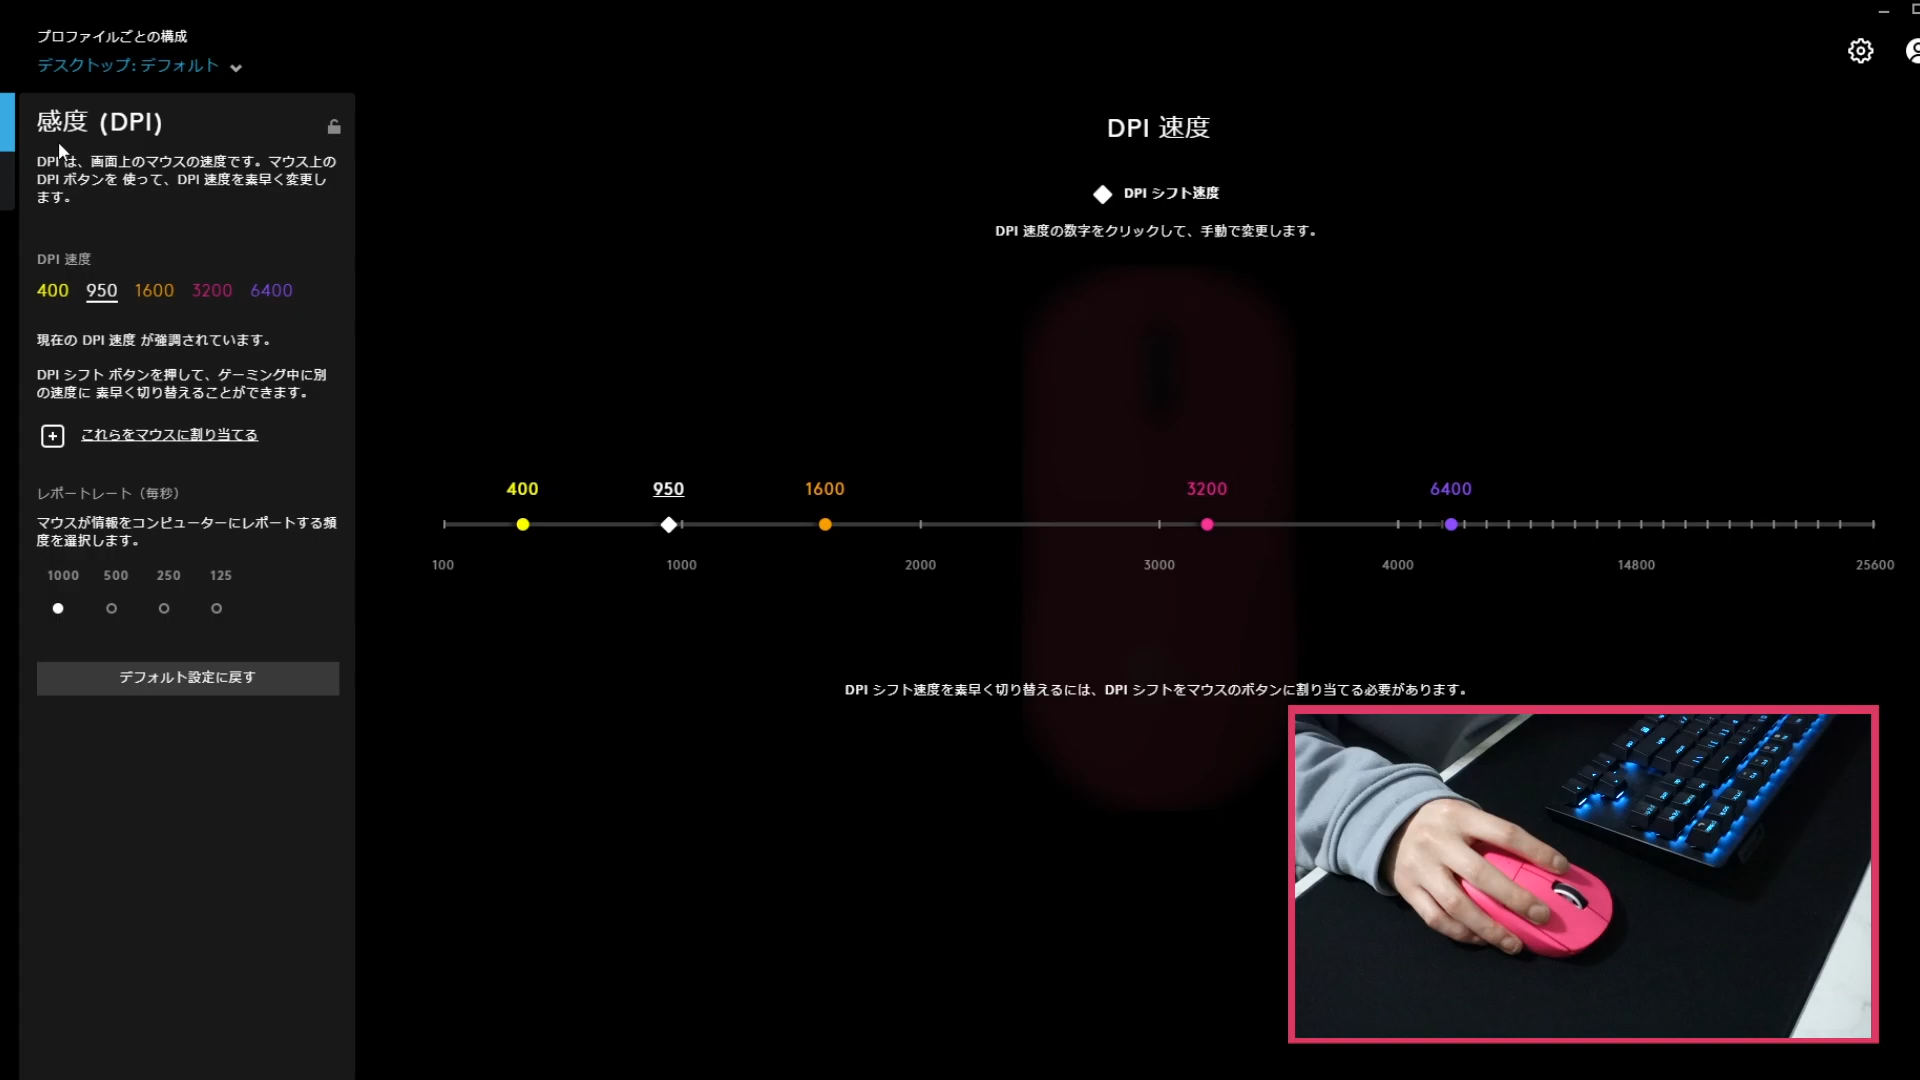 プロファイルごとの構成
デスクトップ: デフォルト
感度 (DPI)
DPI は、画面上のマウスの速度です。マウス上の
DPI ボタンを 使って、DPI 速度を素早く変更し
ます。
DPI 速度
400 950 1600 3200 6400
現在の DPI 速度 が強調されています。
DPI シフト ボタンを押して、ゲーミング中に別
の速度に 素早く切り替えることができます。
これらをマウスに割り当てる
レポートレート（毎秒）
マウスが情報をコンピューターにレポートする頻
度を選択します。
1000 500 250 125
デフォルト設定に戻す
DPI 速度
DPI シフト速度
DPI 速度の数字をクリックして、手動で変更します。
400 950 1600 3200 6400
100 1000 2000 3000 4000 14800 25600
DPI シフト速度を素早く切り替えるには、DPI シフトをマウスのボタンに割り当てる必要があります。